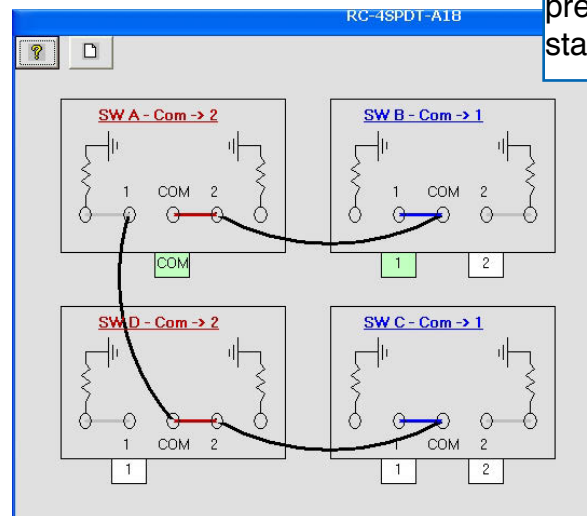 RC-4SPDT-A18
pre
sta
?
SW A - Com -> 2
SW B - Com -> 1
1 COM 2
1 COM 2
COM
1 2
SW D - Com -> 2
SW C - Com -> 1
1 COM 2
1 COM 2
1
1 2